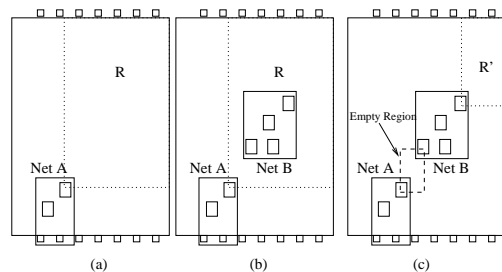 R
Net A
(a)
R
Net A
Net B
(b)
R'
Empty Region
Net A
Net B
(c)